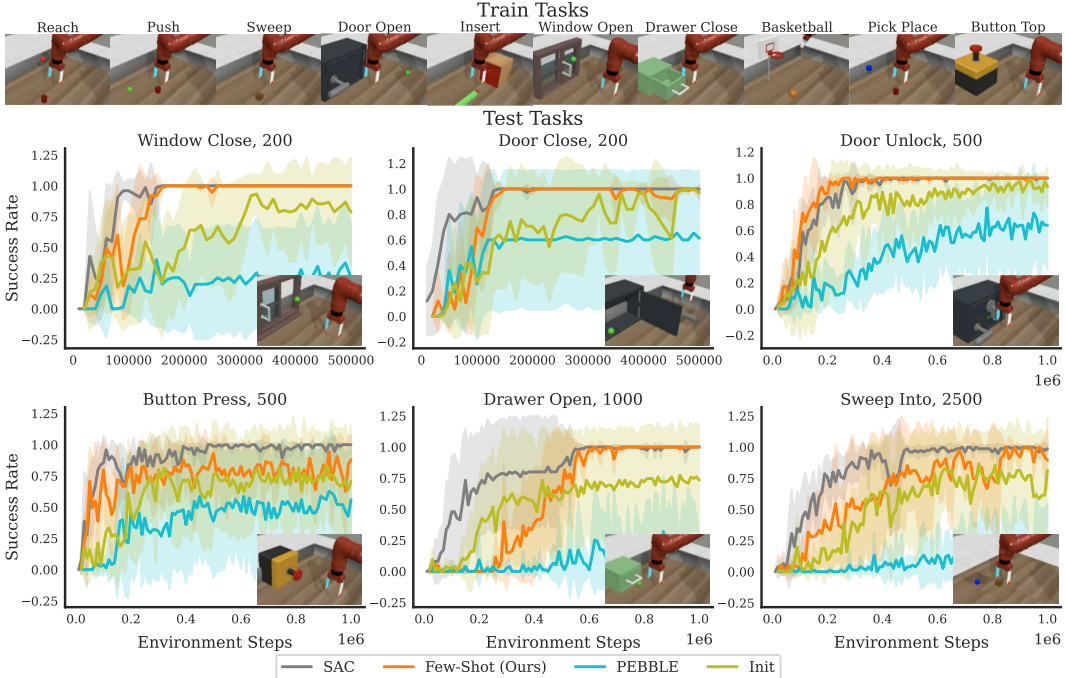 Train Tasks
Reach Push Sweep Door Open Insert Window Open Drawer Close Basketball Pick Place Button Top
Test Tasks
Window Close, 200 Door Close, 200 Door Unlock, 500
Success Rate
1.25
1.00
0.75
0.50
0.25
0.00
−0.25
0 100000 200000 300000 400000 500000
1.2
1.0
0.8
0.6
0.4
0.2
0.0
−0.2
0 100000 200000 300000 400000 500000
1.2
1.0
0.8
0.6
0.4
0.2
0.0
−0.2
0.0 0.2 0.4 0.6 0.8 1.0
1e6
Button Press, 500 Drawer Open, 1000 Sweep Into, 2500
Success Rate
1.25
1.00
0.75
0.50
0.25
0.00
−0.25
0.0 0.2 0.4 0.6 0.8 1.0
1e6
Environment Steps
1.25
1.00
0.75
0.50
0.25
0.00
−0.25
0.0 0.2 0.4 0.6 0.8 1.0
1e6
Environment Steps
1.25
1.00
0.75
0.50
0.25
0.00
−0.25
0.0 0.2 0.4 0.6 0.8 1.0
1e6
Environment Steps
SAC Few-Shot (Ours) PEBBLE Init